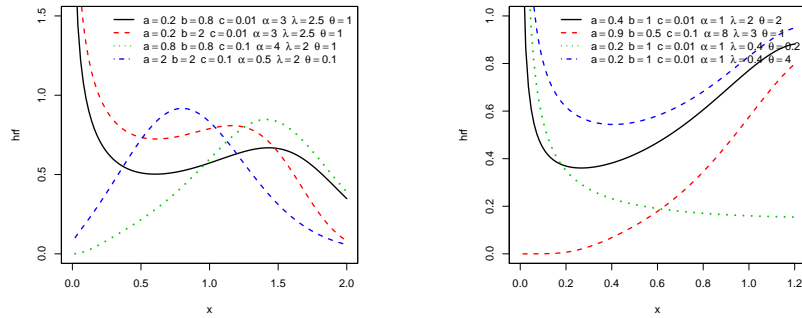 a = 0.2 b = 0.8 c = 0.01 α = 3 λ = 2.5 θ = 1
a = 0.2 b = 2 c = 0.01 α = 3 λ = 2.5 θ = 1
a = 0.8 b = 0.8 c = 0.1 α = 4 λ = 2 θ = 1
a = 2 b = 2 c = 0.1 α = 0.5 λ = 2 θ = 0.1
hrf
0.0 0.5 1.0 1.5
0.0 0.5 1.0 1.5 2.0
x
a = 0.4 b = 1 c = 0.01 α = 1 λ = 2 θ = 2
a = 0.9 b = 0.5 c = 0.1 α = 8 λ = 3 θ = 1
a = 0.2 b = 1 c = 0.01 α = 1 λ = 0.4 θ = 0.2
a = 0.2 b = 1 c = 0.01 α = 1 λ = 0.4 θ = 4
hrf
0.0 0.2 0.4 0.6 0.8 1.0
0.0 0.2 0.4 0.6 0.8 1.0 1.2
x